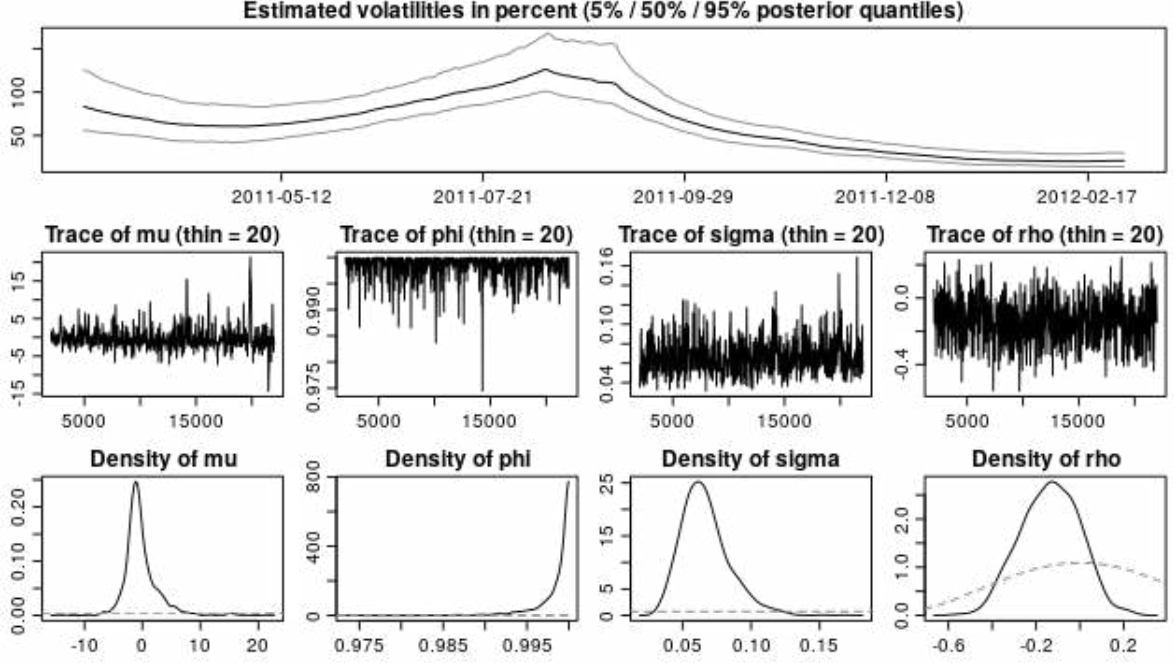 Estimated volatilities in percent (5% / 50% / 95% posterior quantiles)
50 100
2011-05-12 2011-07-21 2011-09-29 2011-12-08 2012-02-17
Trace of mu (thin = 20) Trace of phi (thin = 20) Trace of sigma (thin = 20) Trace of rho (thin = 20)
-15 -5 5 15 0.975 0.990 0.04 0.10 0.16 -0.4 0.0
5000 15000 5000 15000 5000 15000 5000 15000
Density of mu Density of phi Density of sigma Density of rho
0.00 0.10 0.20 0 400 800 0 5 15 25 0.0 1.0 2.0
-10 0 10 20 0.975 0.985 0.995 0.05 0.10 0.15 -0.6 -0.2 0.2